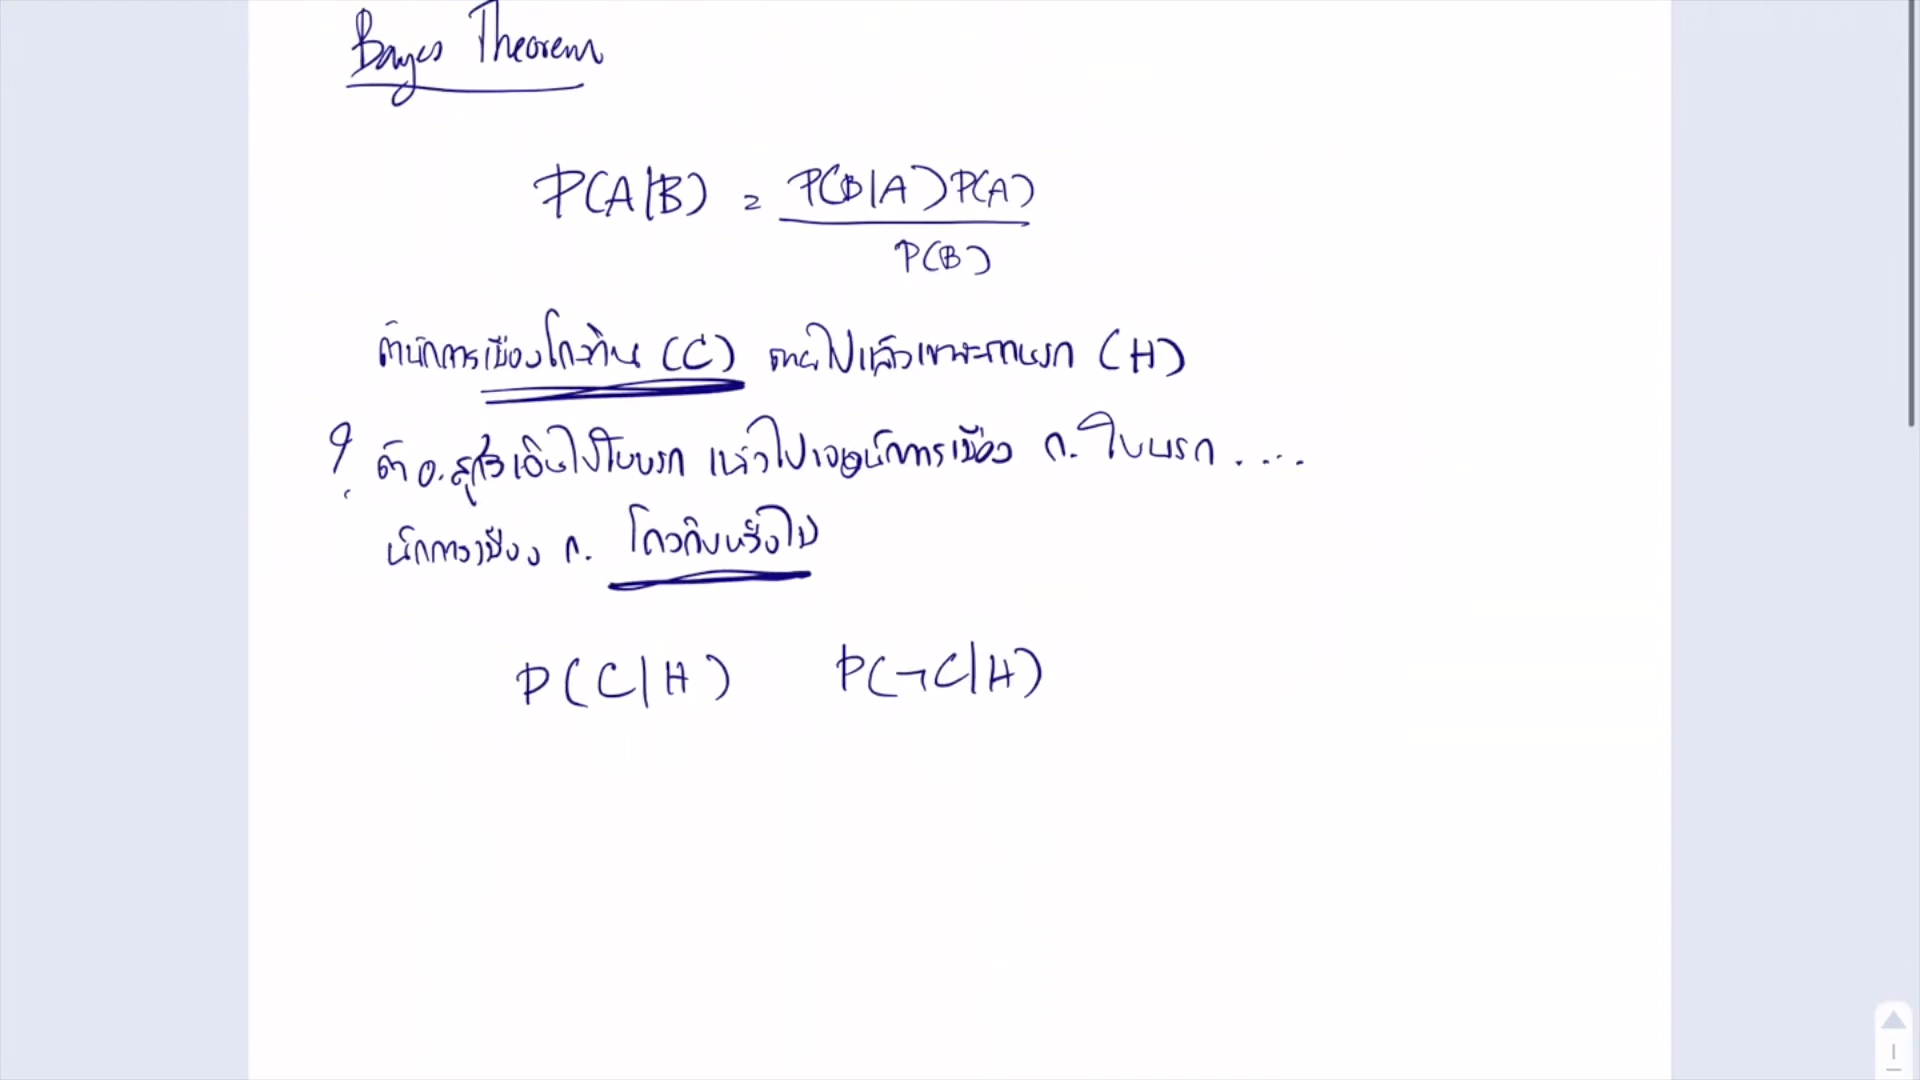 Bayes Theorem
P(A|B) = P(B|A)P(A)
P(B)
ถ้านักการเมืองโกงกิน (C) ตายไปแล้วเขาจะตกนรก (H)
? ถ้า อ.สุกรี เดินไปในนรก แล้วไปเจอนักการเมือง ก. ในนรก ....
นักการเมือง ก. โกงกินหรือไม่
P(C|H) P(¬C|H)